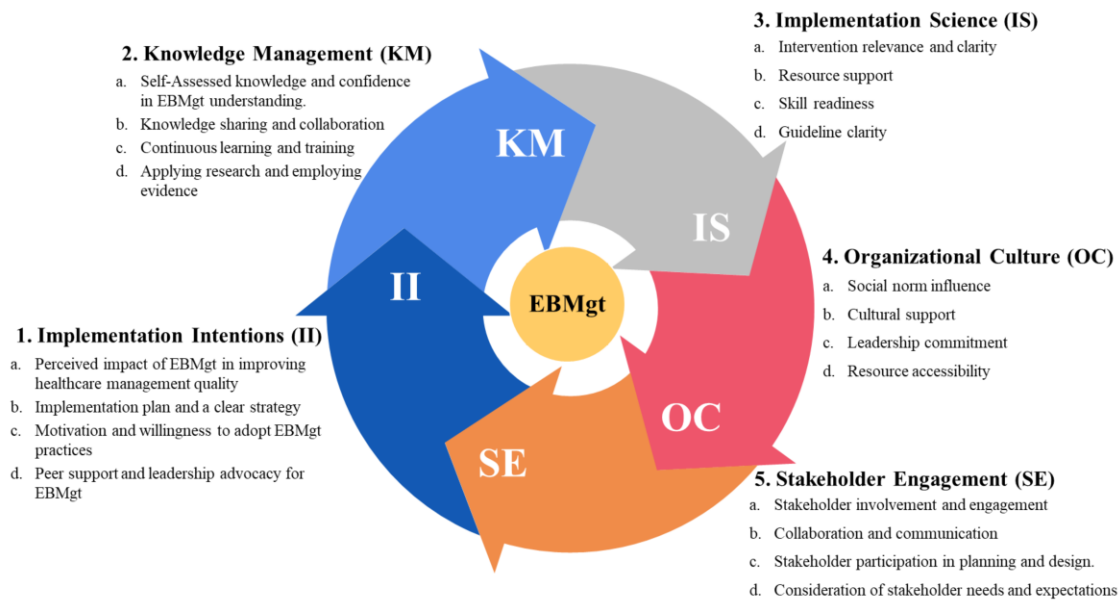 3. Implementation Science (IS)
a. Intervention relevance and clarity
b. Resource support
c. Skill readiness
d. Guideline clarity
2. Knowledge Management (KM)
a. Self-Assessed knowledge and confidence
in EBMgt understanding.
b. Knowledge sharing and collaboration
c. Continuous learning and training
d. Applying research and employing
evidence
KM
IS
II
EBMgt
OC
SE
4. Organizational Culture (OC)
a. Social norm influence
b. Cultural support
c. Leadership commitment
d. Resource accessibility
1. Implementation Intentions (II)
a. Perceived impact of EBMgt in improving
healthcare management quality
b. Implementation plan and a clear strategy
c. Motivation and willingness to adopt EBMgt
practices
d. Peer support and leadership advocacy for
EBMgt
5. Stakeholder Engagement (SE)
a. Stakeholder involvement and engagement
b. Collaboration and communication
c. Stakeholder participation in planning and design.
d. Consideration of stakeholder needs and expectations